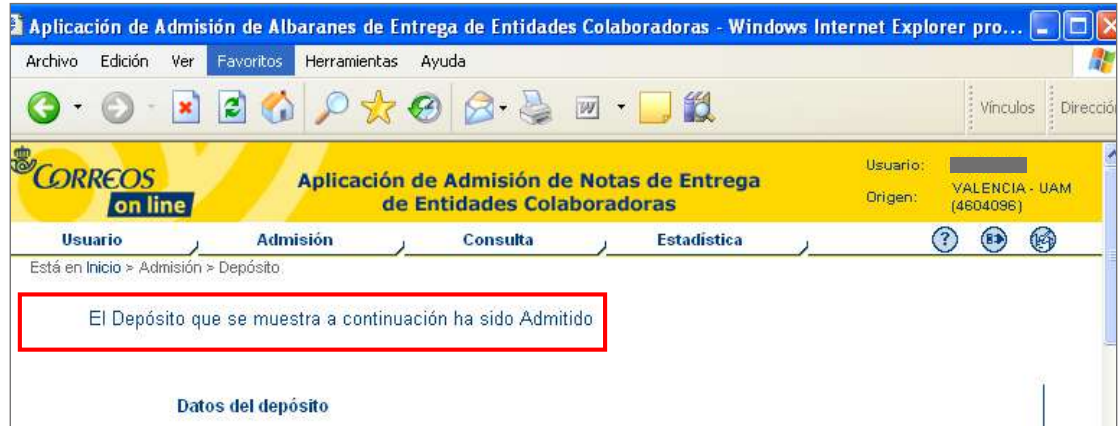 Aplicación de Admisión de Albaranes de Entrega de Entidades Colaboradoras - Windows Internet Explorer pro...
Archivo Edición Ver Favoritos Herramientas Ayuda
Vínculos Direcció
CORREOS
on line
Aplicación de Admisión de Notas de Entrega
de Entidades Colaboradoras
Usuario:
Origen: VALENCIA - UAM
(4604096)
Usuario Admisión Consulta Estadística
Está en Inicio > Admisión > Depósito
El Depósito que se muestra a continuación ha sido Admitido
Datos del depósito